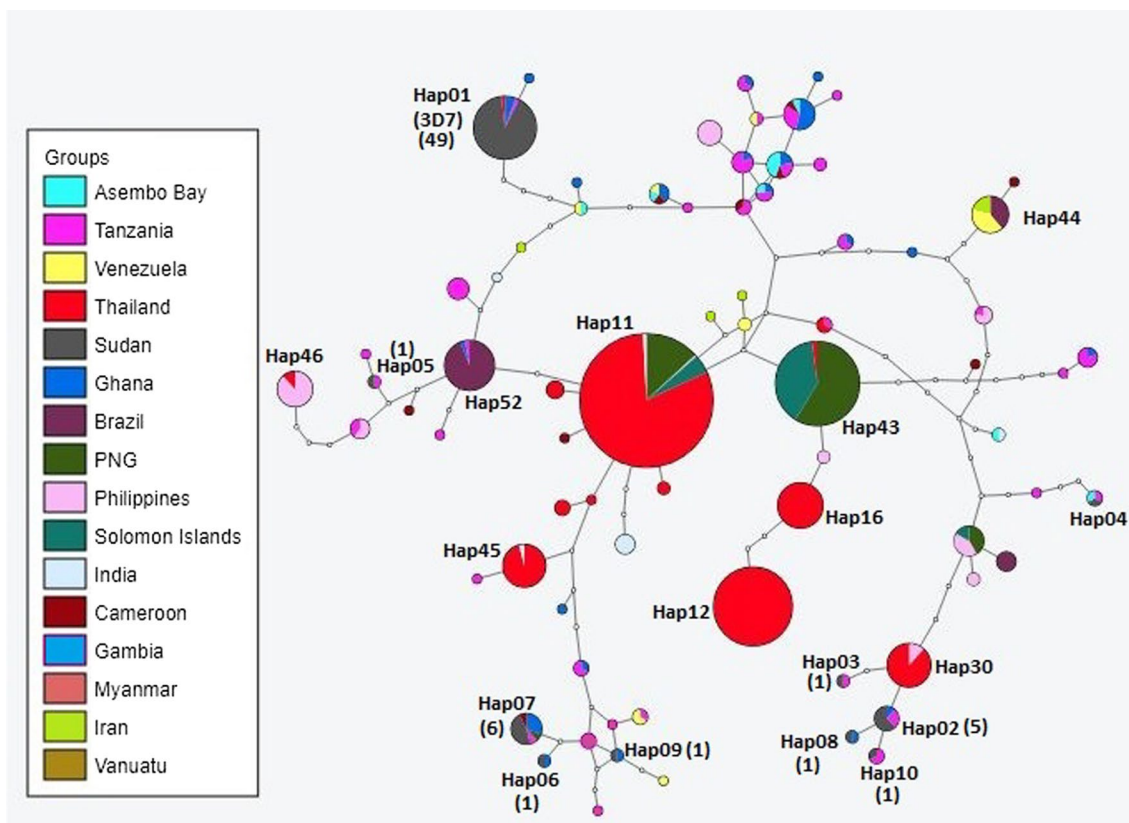 Groups
Asembo Bay
Tanzania
Venezuela
Thailand
Sudan
Ghana
Brazil
PNG
Philippines
Solomon Islands
India
Cameroon
Gambia
Myanmar
Iran
Vanuatu
Hap01
(3D7)
(49)
Hap44
Hap11
Hap46
(1)
Hap05
Hap52
Hap43
Hap16
Hap04
Hap45
Hap12
Hap03
(1)
Hap30
Hap07
(6)
Hap02 (5)
Hap08
(1)
Hap09 (1)
Hap06
(1)
Hap10
(1)